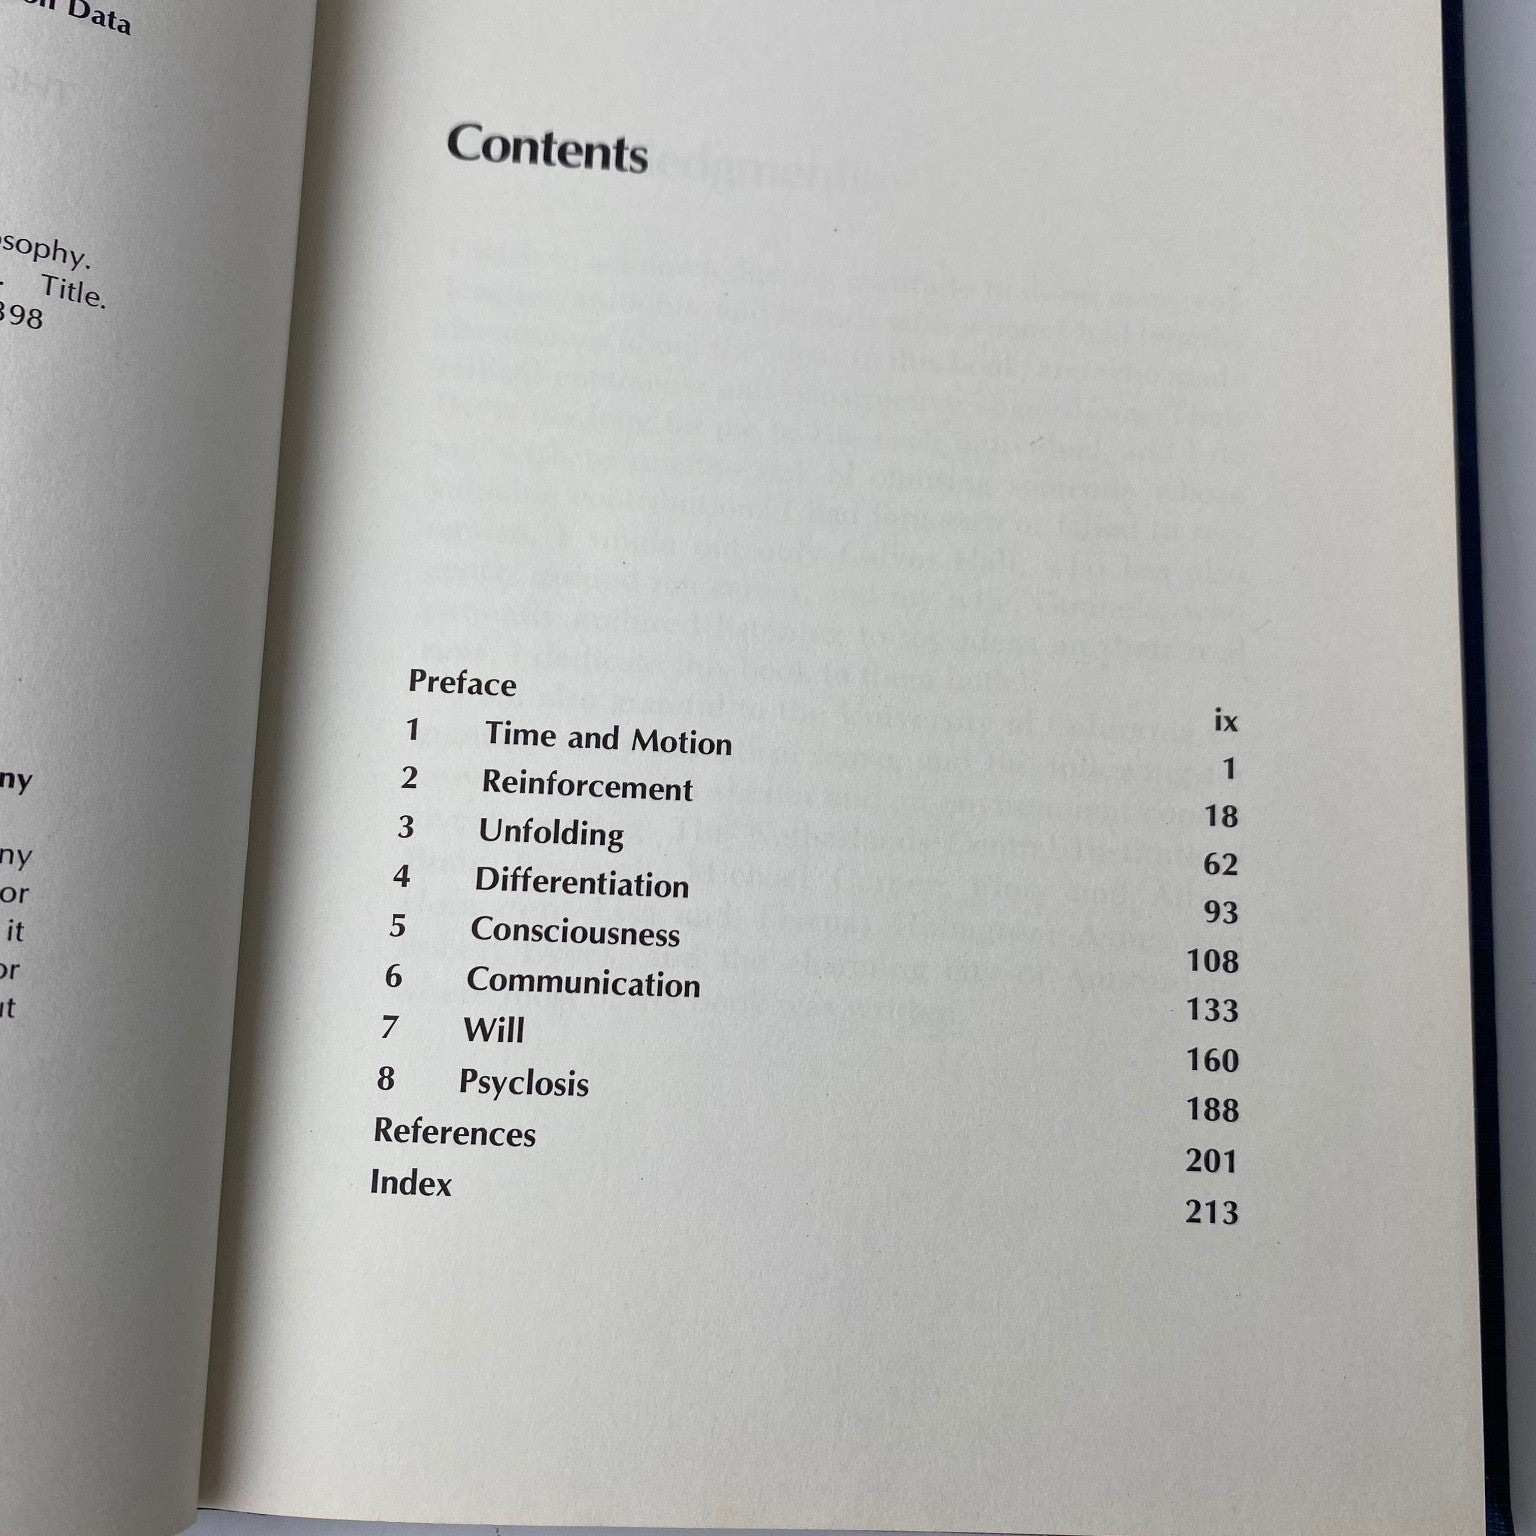 on Data
osophy.
Title.
398
ny
ny
or
it
or
ut
Contents
Preface ix
1 Time and Motion 1
2 Reinforcement 18
3 Unfolding 62
4 Differentiation 93
5 Consciousness 108
6 Communication 133
7 Will 160
8 Psyclosis 188
References 201
Index 213